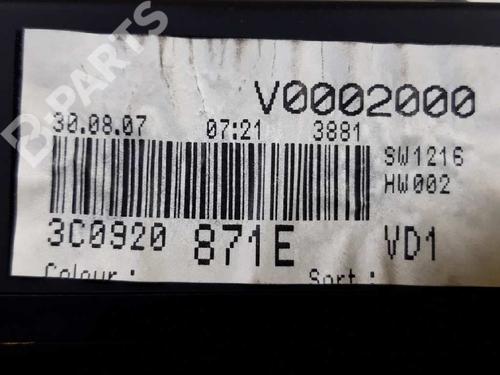 B-PARTS
V0002000
30.08.07 07:21 3881
SW1216
HW002
3C0920 871E VD1
Colour : Sort :